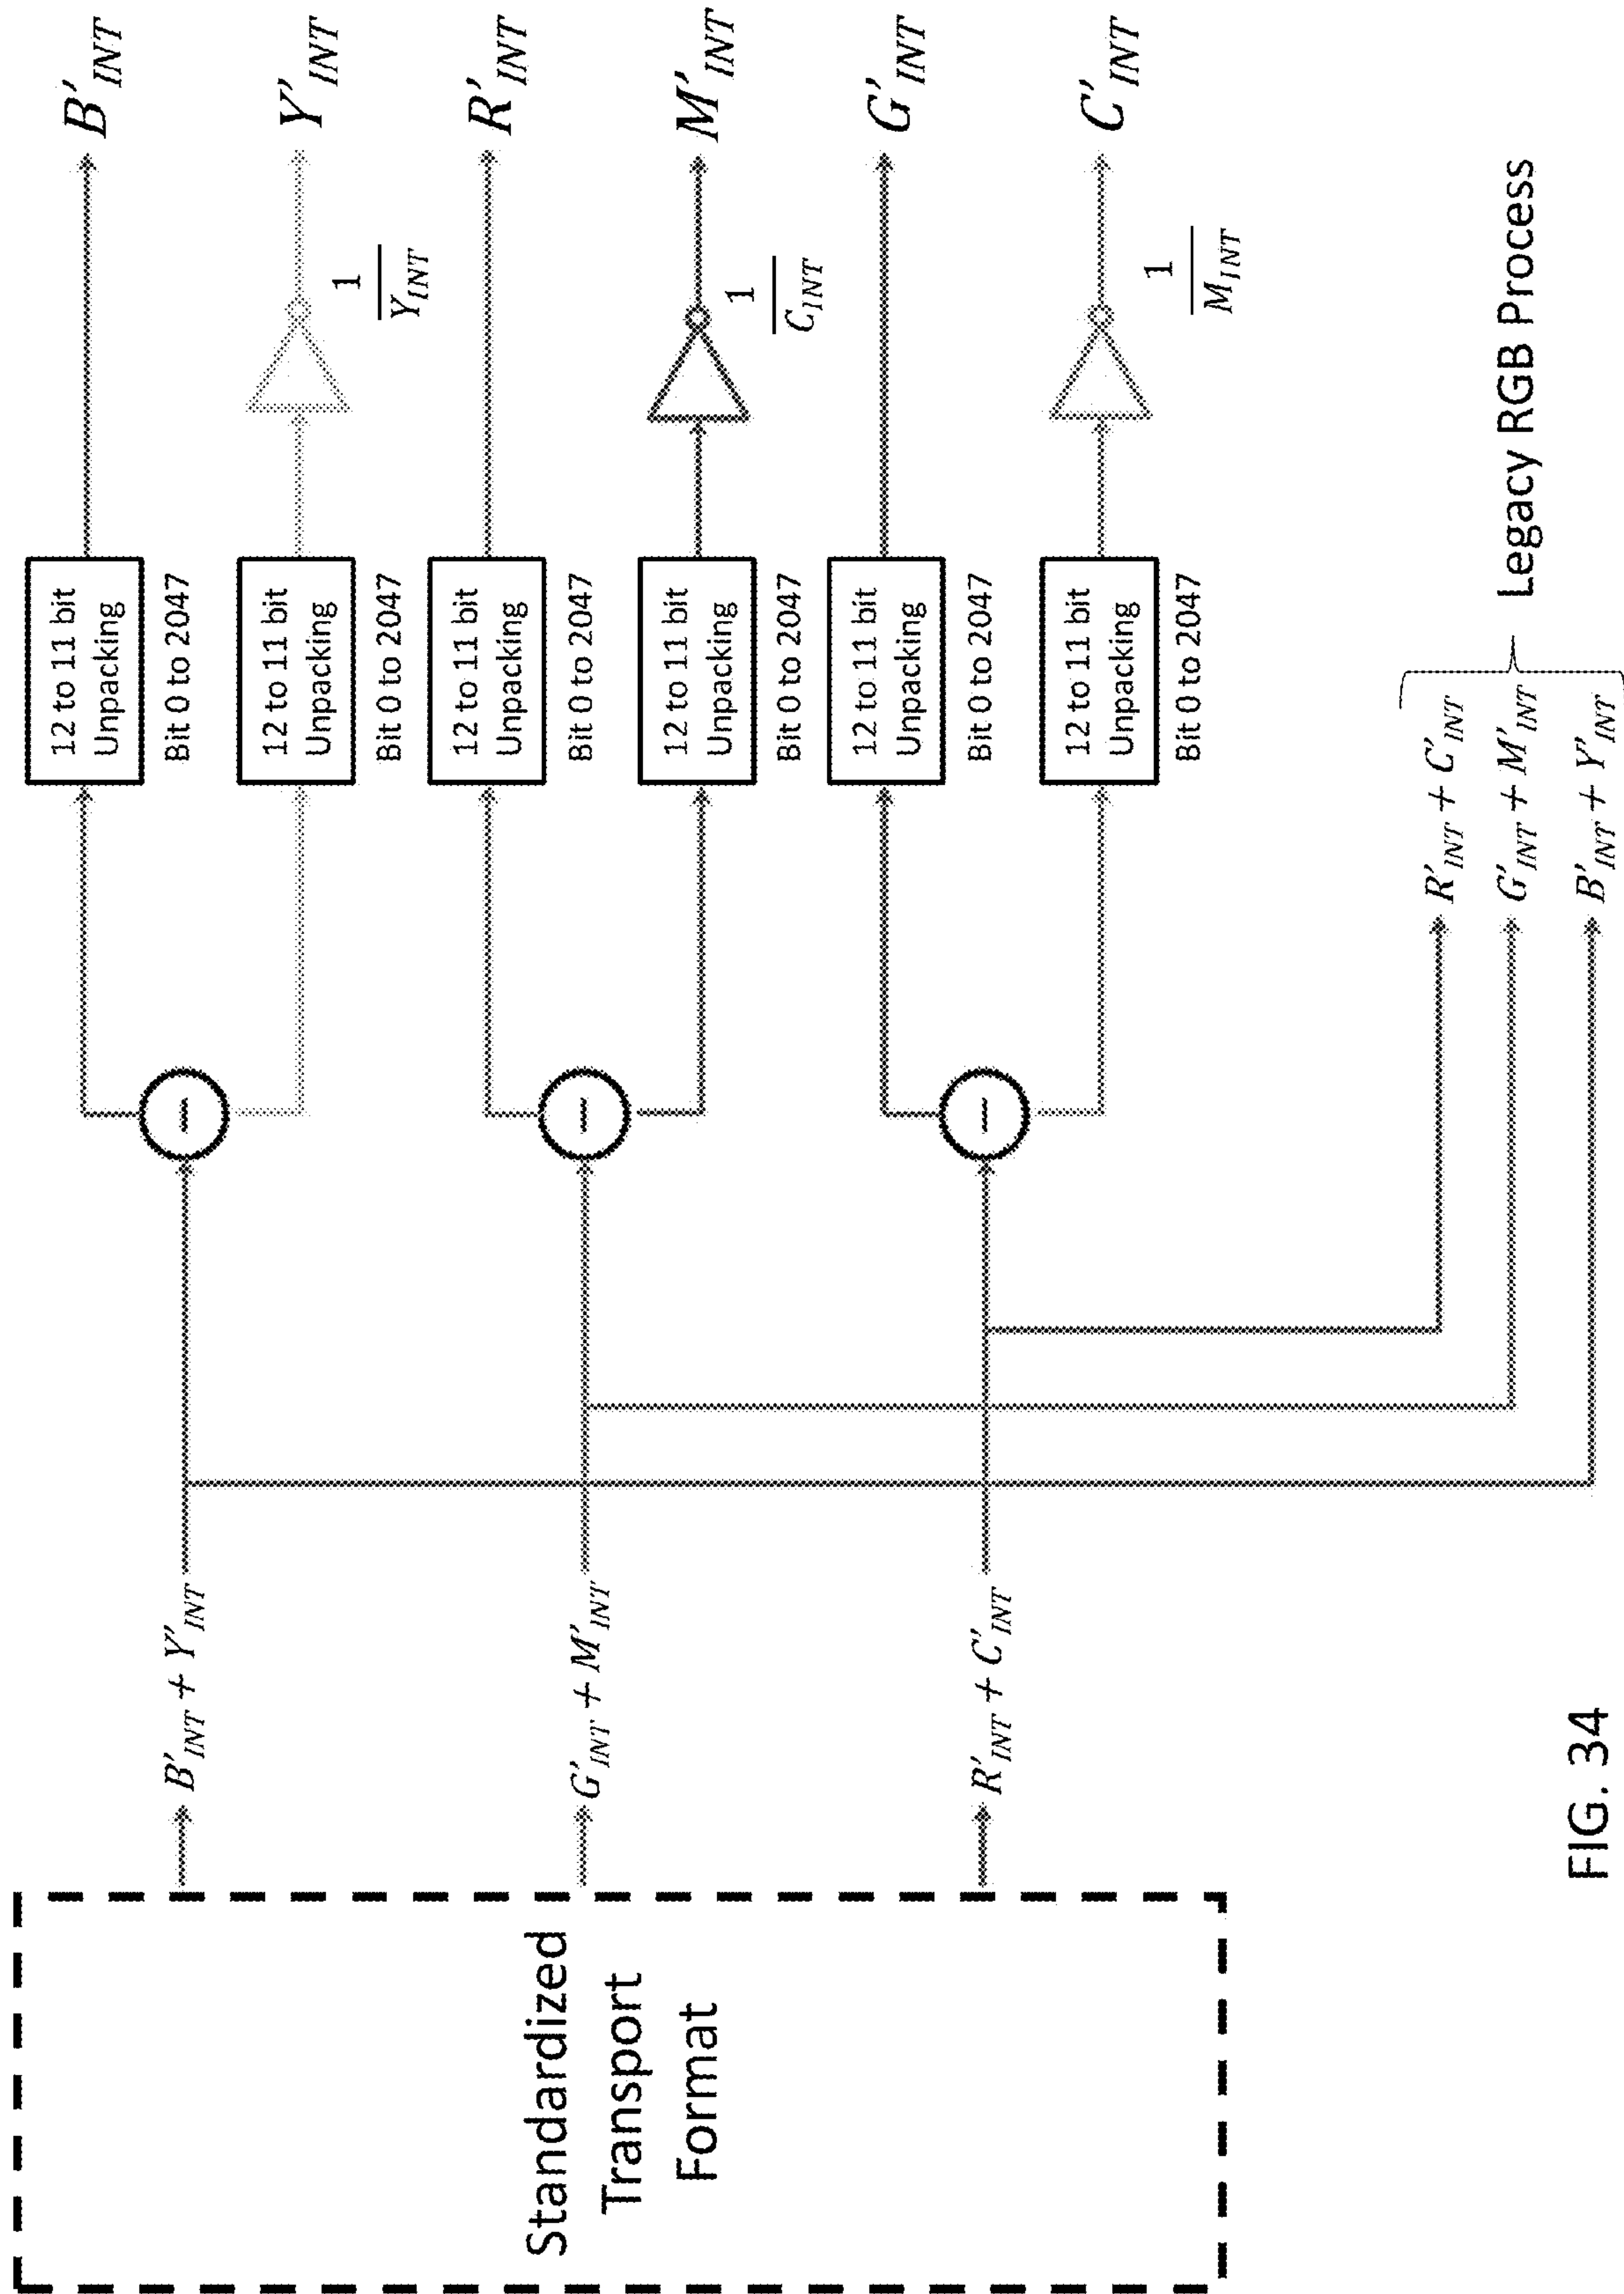 Standardized
Transport
Format
B'INT + Y'INT
G'INT + M'INT
R'INT + C'INT
−
−
−
12 to 11 bit
Unpacking
Bit 0 to 2047
12 to 11 bit
Unpacking
Bit 0 to 2047
12 to 11 bit
Unpacking
Bit 0 to 2047
12 to 11 bit
Unpacking
Bit 0 to 2047
12 to 11 bit
Unpacking
Bit 0 to 2047
12 to 11 bit
Unpacking
Bit 0 to 2047
1
YINT
1
CINT
1
MINT
B'INT
Y'INT
R'INT
M'INT
G'INT
C'INT
R'INT + C'INT
G'INT + M'INT
B'INT + Y'INT
Legacy RGB Process
FIG. 34